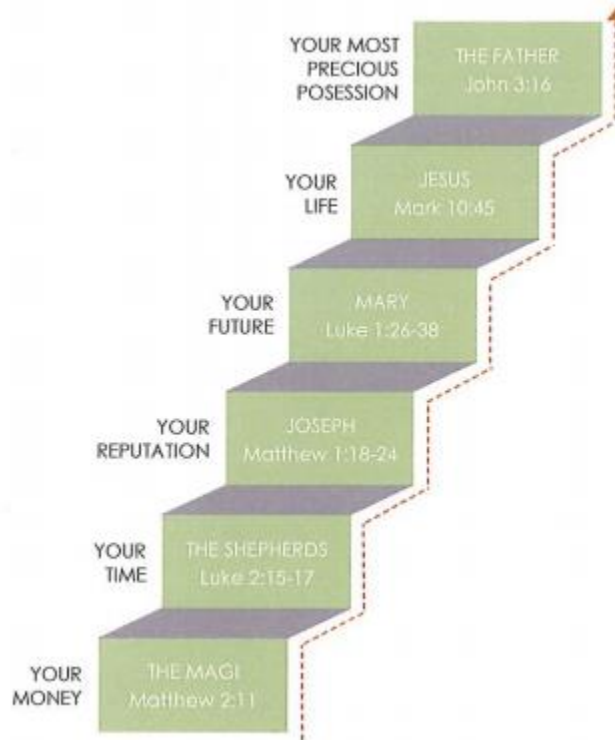 YOUR MOST
PRECIOUS
POSESSION
THE FATHER
John 3:16
YOUR
LIFE
JESUS
Mark 10:45
YOUR
FUTURE
MARY
Luke 1:26-38
YOUR
REPUTATION
JOSEPH
Matthew 1:18-24
YOUR
TIME
THE SHEPHERDS
Luke 2:15-17
YOUR
MONEY
THE MAGI
Matthew 2:11